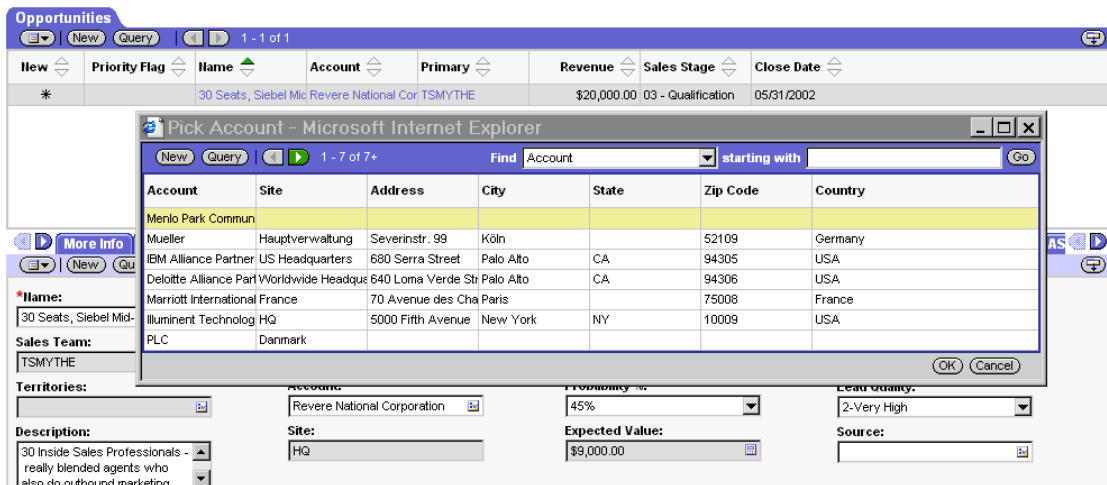 Opportunities
New Query 1 - 1 of 1
New Priority Flag Name Account Primary Revenue Sales Stage Close Date
* 30 Seats, Siebel Mic Revere National Cor TSMYTHE $20,000.00 03 - Qualification 05/31/2002
Pick Account - Microsoft Internet Explorer
New Query 1 - 7 of 7+ Find Account starting with Go
Account Site Address City State Zip Code Country
Menlo Park Commun
Mueller Hauptverwaltung Severinstr. 99 Köln 52109 Germany
IBM Alliance Partner US Headquarters 680 Serra Street Palo Alto CA 94305 USA
Deloitte Alliance Part Worldwide Headqua 640 Loma Verde Str Palo Alto CA 94306 USA
Marriott International France 70 Avenue des Cha Paris 75008 France
Illuminent Technolog HQ 5000 Fifth Avenue New York NY 10009 USA
PLC Danmark
OK Cancel
More Info AS
New Qu
*Name:
30 Seats, Siebel Mid-
Sales Team:
TSMYTHE
Territories: Account: Probability %: Lead Quality:
Revere National Corporation 45% 2-Very High
Description: Site: Expected Value: Source:
30 Inside Sales Professionals - HQ $9,000.00
really blended agents who
also do outbound marketing